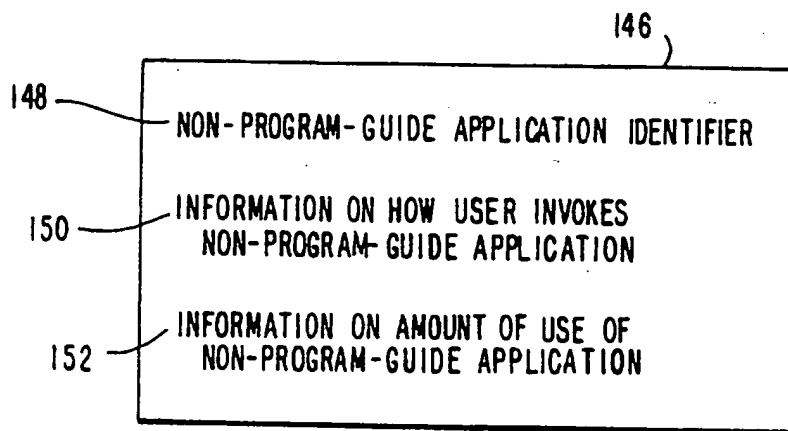 146
148
NON-PROGRAM-GUIDE APPLICATION IDENTIFIER
150
INFORMATION ON HOW USER INVOKES
NON-PROGRAM-GUIDE APPLICATION
152
INFORMATION ON AMOUNT OF USE OF
NON-PROGRAM-GUIDE APPLICATION